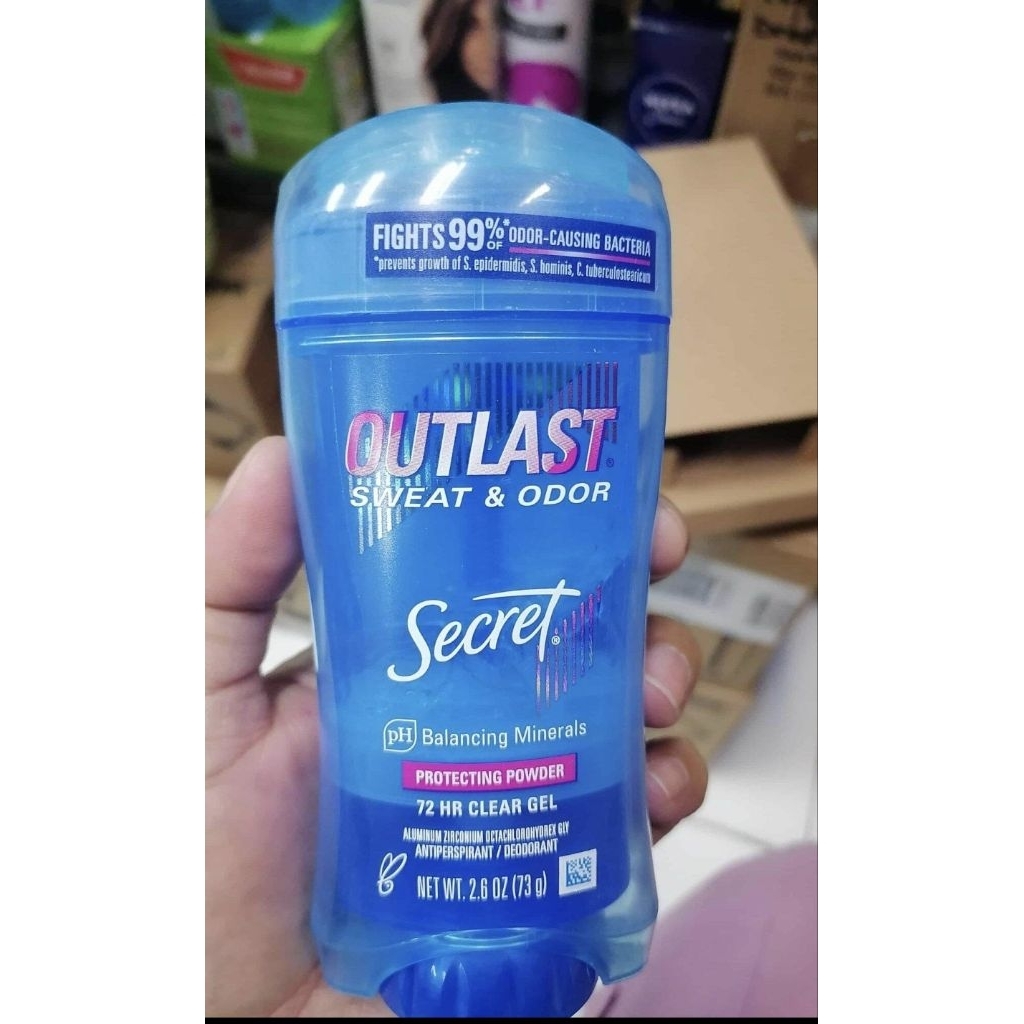 FIGHTS 99%* OF ODOR-CAUSING BACTERIA
*prevents growth of S. epidermidis, S. hominis, C. tuberculostearicum
OUTLAST®
SWEAT & ODOR
Secret®
pH Balancing Minerals
PROTECTING POWDER
72 HR CLEAR GEL
ALUMINUM ZIRCONIUM OCTACHLOROHYDREX GLY
ANTIPERSPIRANT / DEODORANT
NET WT. 2.6 OZ (73 g)
NIVEA